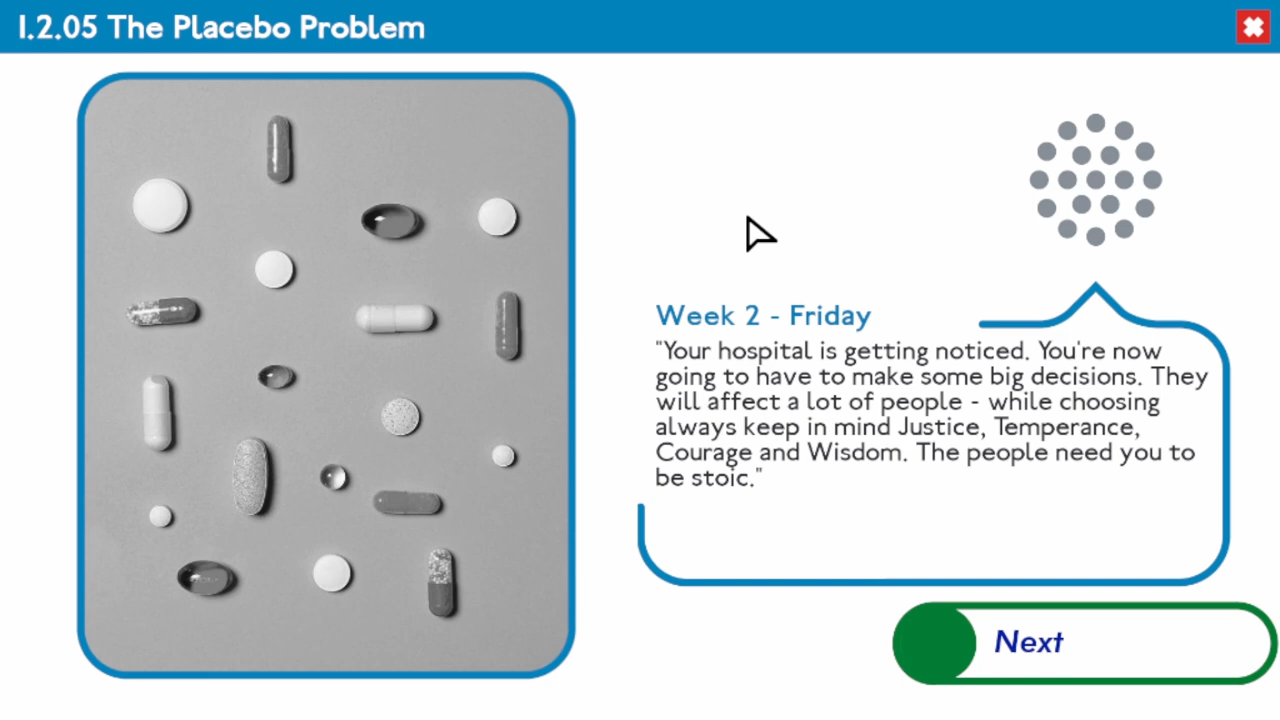 1.2.05 The Placebo Problem
Week 2 - Friday
"Your hospital is getting noticed. You're now
going to have to make some big decisions. They
will affect a lot of people - while choosing
always keep in mind Justice, Temperance,
Courage and Wisdom. The people need you to
be stoic."
Next